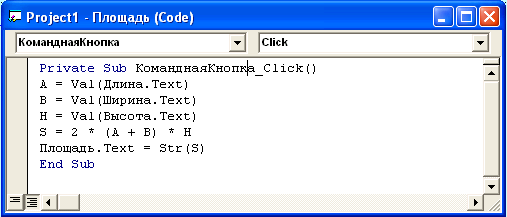 Project1 - Площадь (Code)
КоманднаяКнопка Click
Private Sub КоманднаяКнопка_Click()
A = Val(Длина.Text)
B = Val(Ширина.Text)
H = Val(Высота.Text)
S = 2 * (A + B) * H
Площадь.Text = Str(S)
End Sub